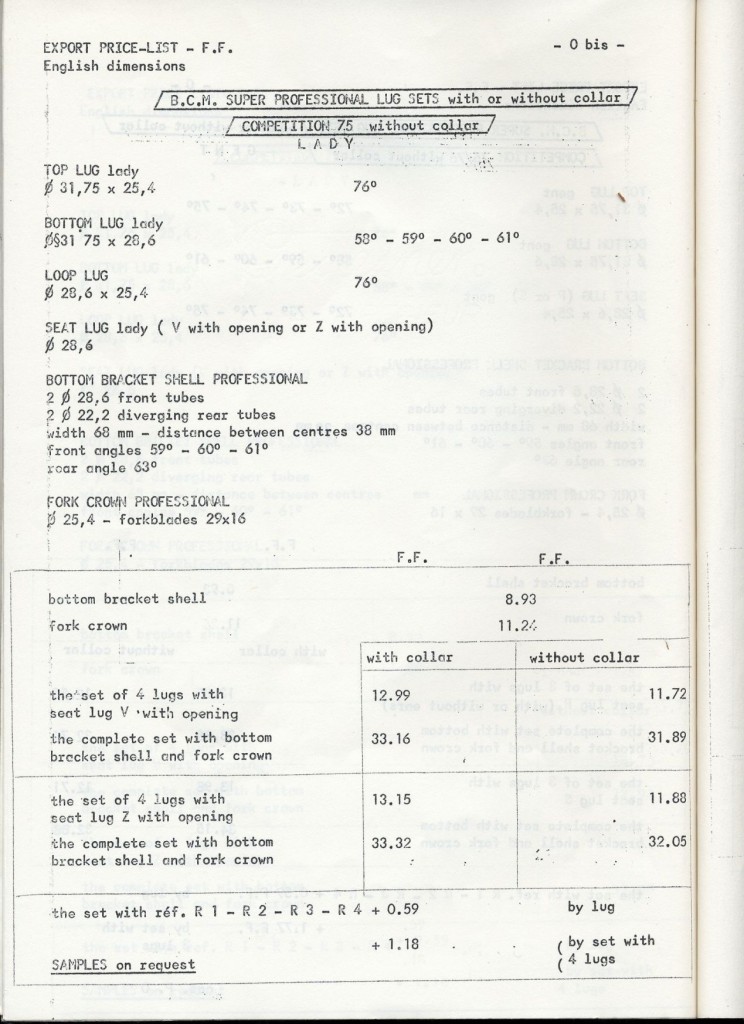 EXPORT PRICE-LIST - F.F. - 0 bis -
English dimensions
B.C.M. SUPER PROFESSIONAL LUG SETS with or without collar
COMPETITION 75 without collar
L A D Y
TOP LUG lady
Ø 31,75 x 25,4 76°
BOTTOM LUG lady
Ø§31 75 x 28,6 58° - 59° - 60° - 61°
LOOP LUG
Ø 28,6 x 25,4 76°
SEAT LUG lady ( V with opening or Z with opening)
Ø 28,6
BOTTOM BRACKET SHELL PROFESSIONAL
2 Ø 28,6 front tubes
2 Ø 22,2 diverging rear tubes
width 68 mm - distance between centres 38 mm
front angles 59° - 60° - 61°
rear angle 63°
FORK CROWN PROFESSIONAL
Ø 25,4 - forkblades 29x16
F.F. F.F.
bottom bracket shell 8.93
fork crown 11.24
with collar without collar
the set of 4 lugs with 12.99 11.72
seat lug V with opening
the complete set with bottom 33.16 31.89
bracket shell and fork crown
the set of 4 lugs with 13.15 11.88
seat lug Z with opening
the complete set with bottom 33.32 32.05
bracket shell and fork crown
the set with réf. R 1 - R 2 - R 3 - R 4 + 0.59 by lug
+ 1.18 ( by set with
SAMPLES on request ( 4 lugs